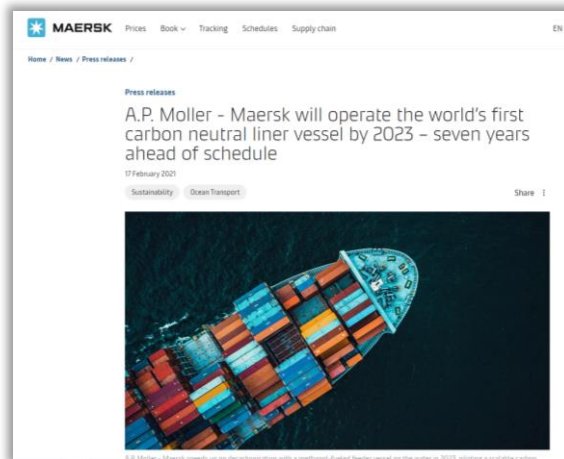 MAERSK Prices Book Tracking Schedules Supply chain EN
Home / News / Press releases /
Press releases
A.P. Moller - Maersk will operate the world's first
carbon neutral liner vessel by 2023 – seven years
ahead of schedule
17 February 2021
Sustainability Ocean Transport Share